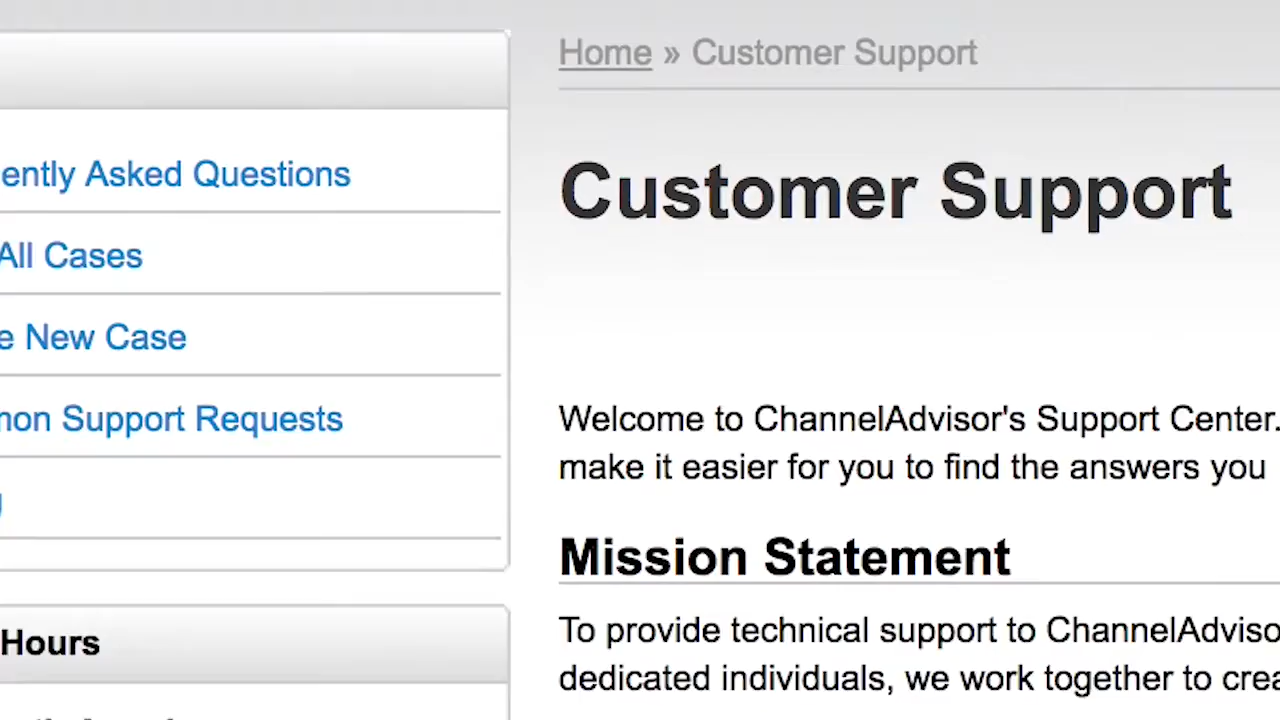 Home » Customer Support
Customer Support
ently Asked Questions
All Cases
e New Case
mon Support Requests
Hours
Welcome to ChannelAdvisor's Support Center.
make it easier for you to find the answers you
Mission Statement
To provide technical support to ChannelAdviso
dedicated individuals, we work together to crea